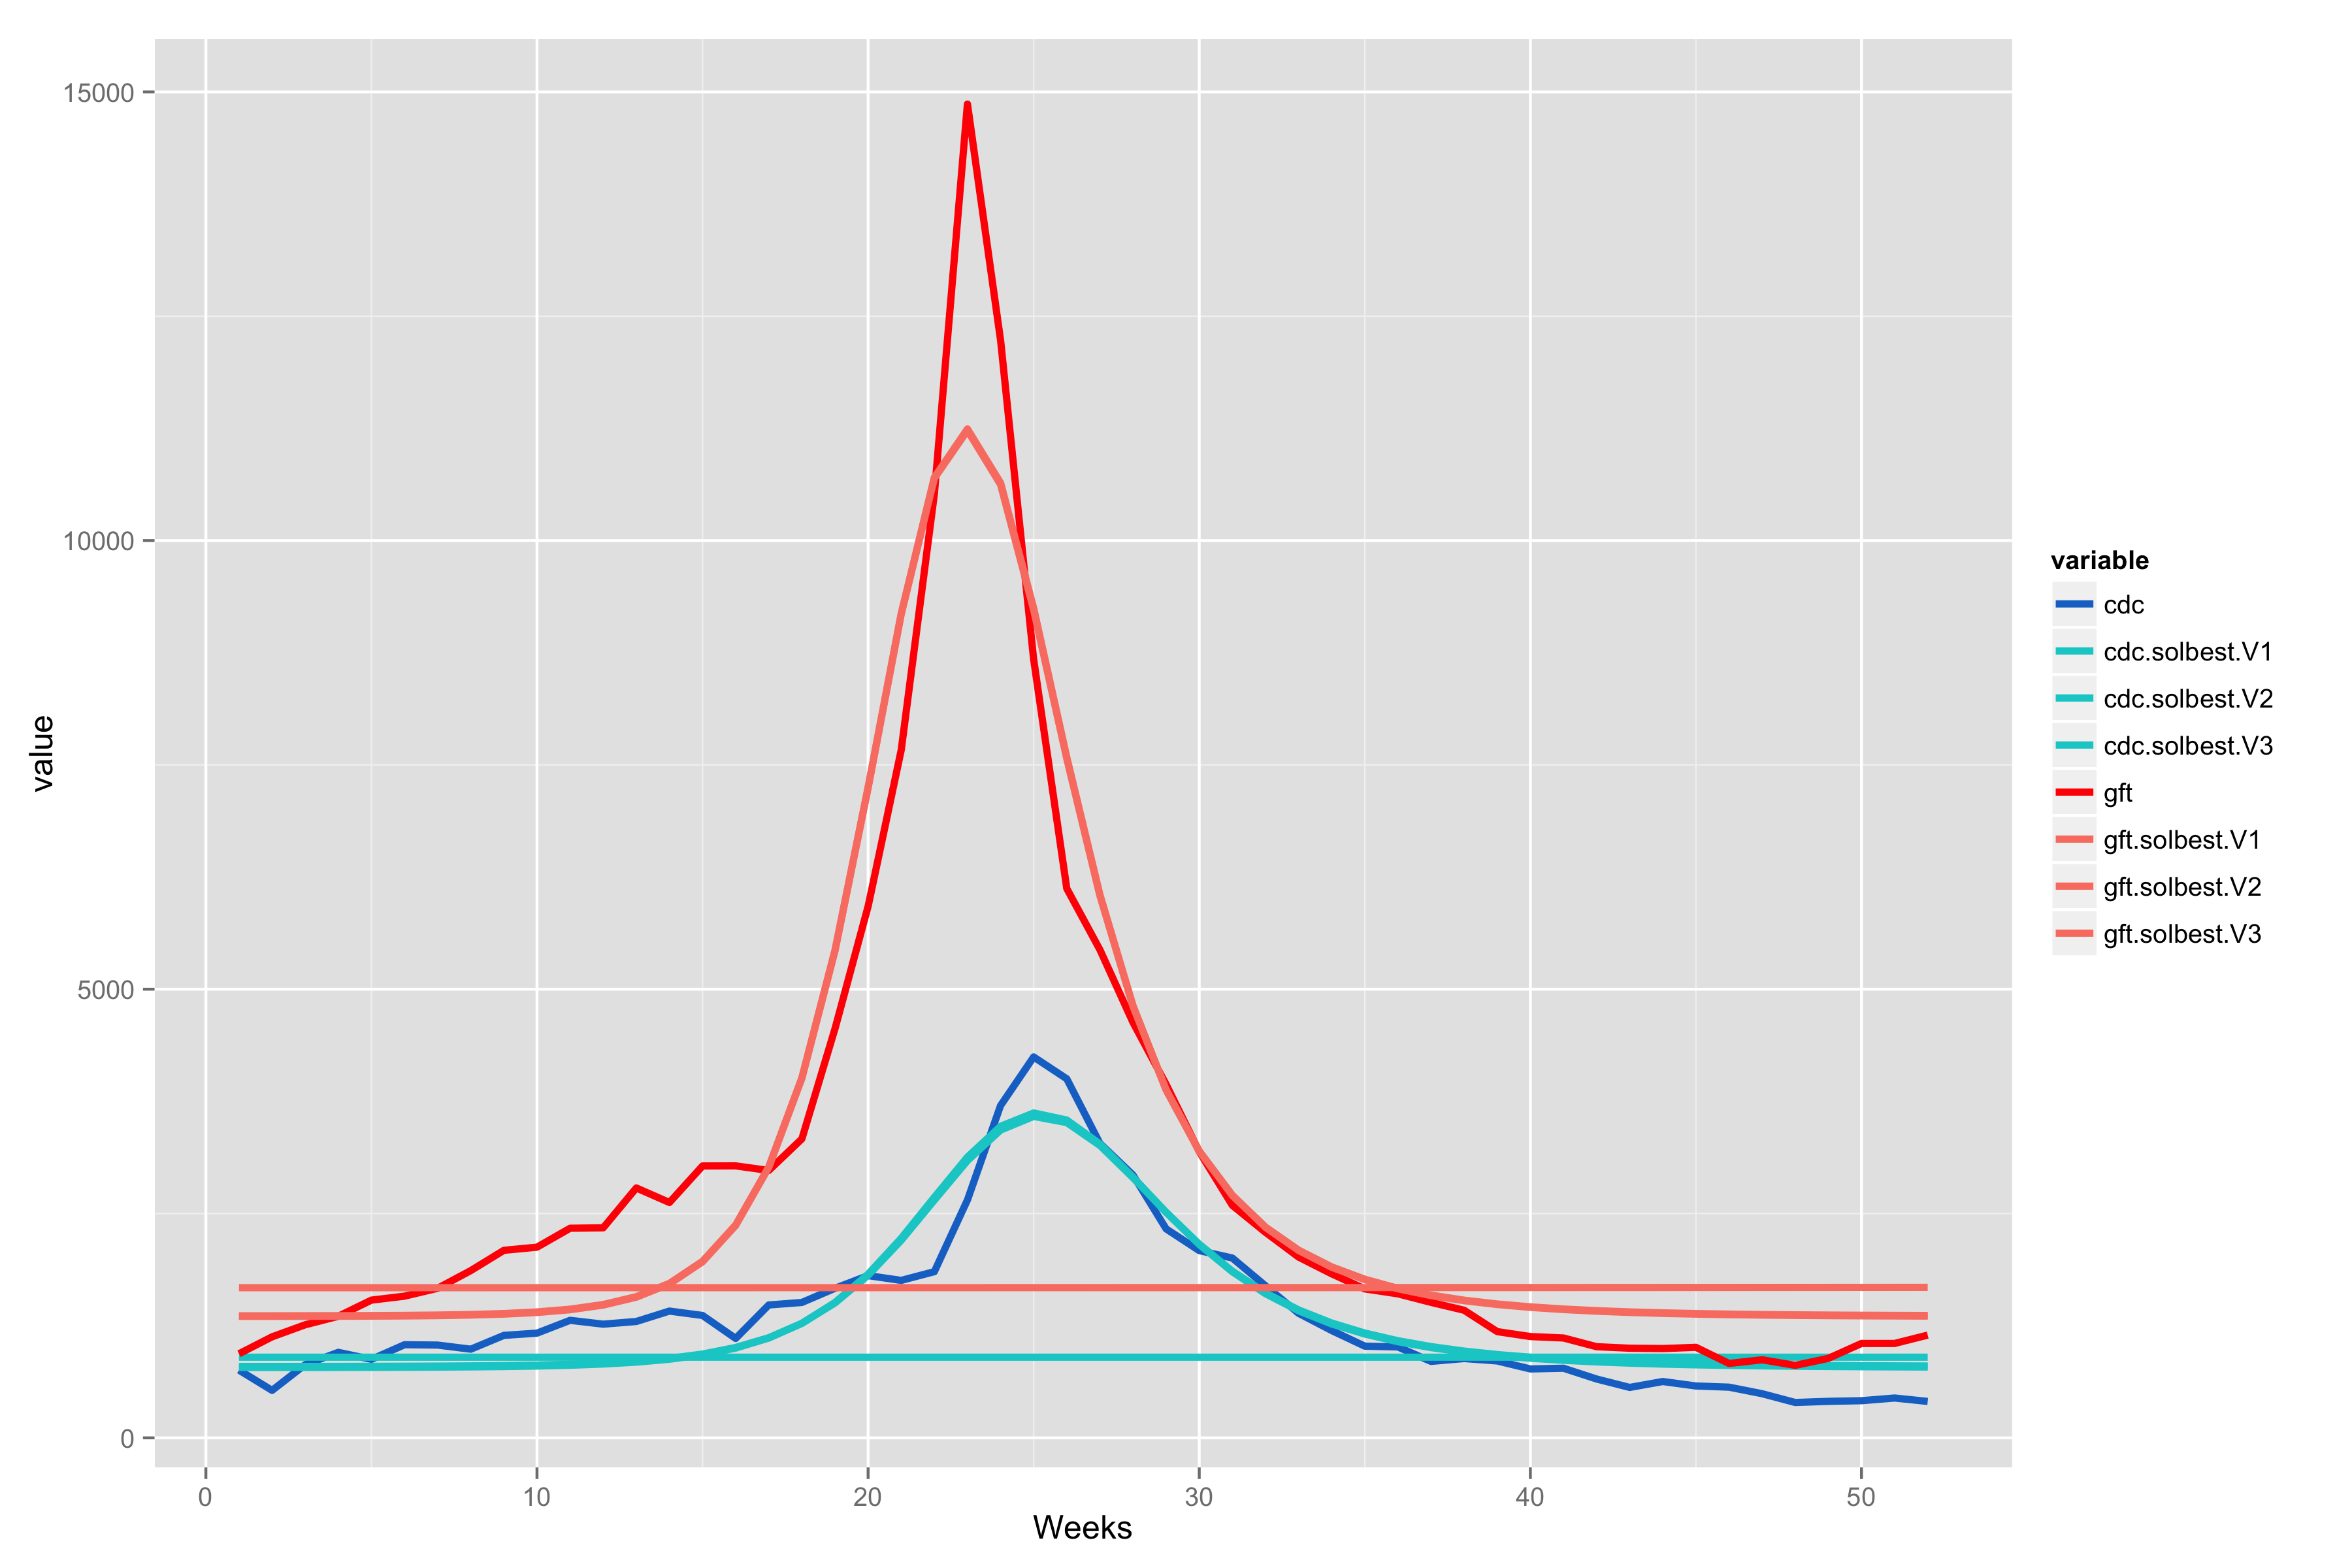 15000
10000
5000
0
value
0 10 20 30 40 50
Weeks
variable
cdc
cdc.solbest.V1
cdc.solbest.V2
cdc.solbest.V3
gft
gft.solbest.V1
gft.solbest.V2
gft.solbest.V3